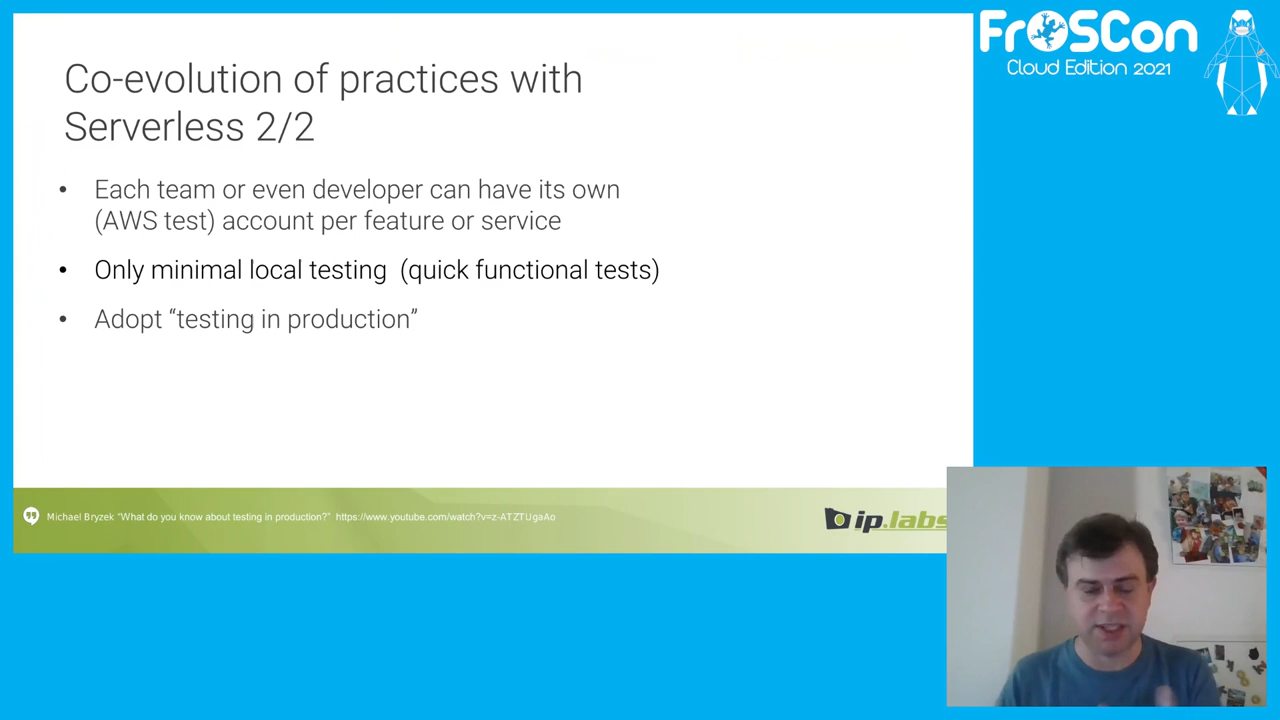 FrOSCon
Cloud Edition 2021
Co-evolution of practices with
Serverless 2/2
• Each team or even developer can have its own
(AWS test) account per feature or service
• Only minimal local testing (quick functional tests)
• Adopt “testing in production”
Michael Bryzek “What do you know about testing in production?” https://www.youtube.com/watch?v=z-ATZTUgaAo
ip.labs